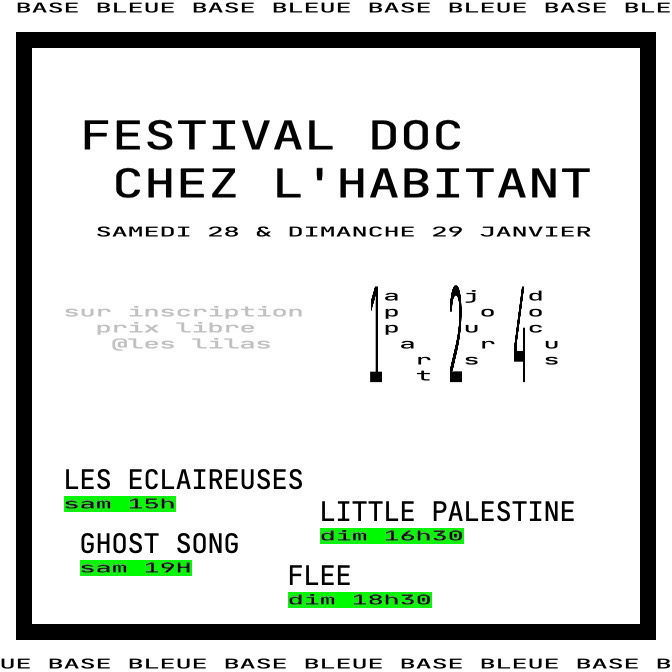 BASE BLEUE BASE BLEUE BASE BLEUE BASE BLE
FESTIVAL DOC
CHEZ L'HABITANT
SAMEDI 28 & DIMANCHE 29 JANVIER
sur inscription
prix libre
@les lilas
1 appart
2 jours
4 docus
LES ECLAIREUSES
sam 15h
LITTLE PALESTINE
dim 16h30
GHOST SONG
sam 19H
FLEE
dim 18h30
UE BASE BLEUE BASE BLEUE BASE BLEUE BASE B